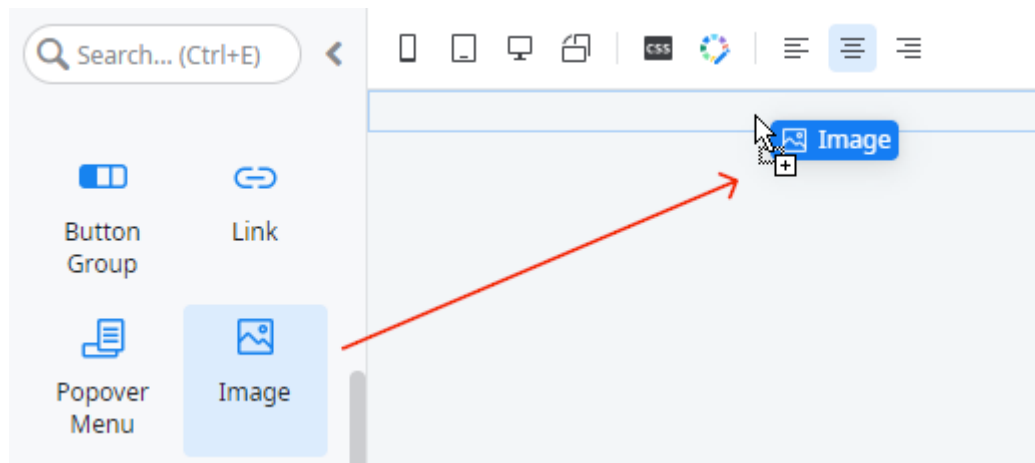 Search... (Ctrl+E)
css
Image
Button
Group
Link
Popover
Menu
Image